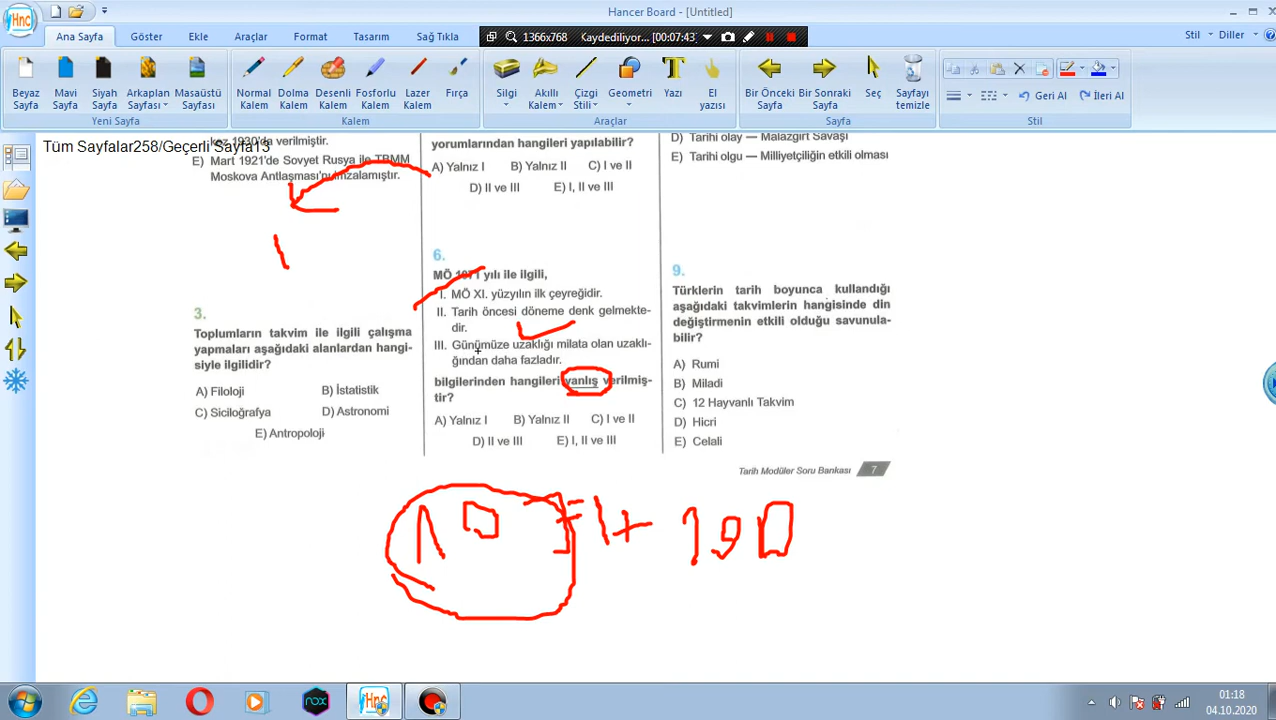 Hancer Board - [Untitled]
Ana Sayfa
Göster
Ekle
Araçlar
Format
Tasarım
Sağ Tıkla
1366x768
Kaydediliyor... [00:07:43]
Stil
Diller
Beyaz Sayfa
Mavi Sayfa
Siyah Sayfa
Arkaplan Sayfası
Masaüstü Sayfası
Normal Kalem
Dolma Kalem
Desenli Kalem
Fosforlu Kalem
Lazer Kalem
Fırça
Silgi
Akıllı Kalem
Çizgi Stili
Geometri
Yazı
El yazısı
Bir Önceki Sayfa
Bir Sonraki Sayfa
Seç
Sayfayı temizle
Geri Al
İleri Al
Yeni Sayfa
Kalem
Araçlar
Sayfa
Stil
Tüm Sayfalar258/Geçerli Sayfa13
kez 1930'da verilmiştir.
E) Mart 1921'de Sovyet Rusya ile TBMM
Moskova Antlaşması'nı imzalamıştır.
3.
Toplumların takvim ile ilgili çalışma
yapmaları aşağıdaki alanlardan hangi-
siyle ilgilidir?
A) Filoloji
B) İstatistik
C) Siciloğrafya
D) Astronomi
E) Antropoloji
yorumlarından hangileri yapılabilir?
A) Yalnız I
B) Yalnız II
C) I ve II
D) II ve III
E) I, II ve III
6.
MÖ 1071 yılı ile ilgili,
I. MÖ XI. yüzyılın ilk çeyreğidir.
II. Tarih öncesi döneme denk gelmekte-
dir.
III. Günümüze uzaklığı milata olan uzaklı-
ğından daha fazladır.
bilgilerinden hangileri yanlış verilmiş-
tir?
A) Yalnız I
B) Yalnız II
C) I ve II
D) II ve III
E) I, II ve III
D) Tarihi olay — Malazgirt Savaşı
E) Tarihi olgu — Milliyetçiliğin etkili olması
9.
Türklerin tarih boyunca kullandığı
aşağıdaki takvimlerin hangisinde din
değiştirmenin etkili olduğu savunula-
bilir?
A) Rumi
B) Miladi
C) 12 Hayvanlı Takvim
D) Hicri
E) Celali
Tarih Modüler Soru Bankası 7
01:18
04.10.2020